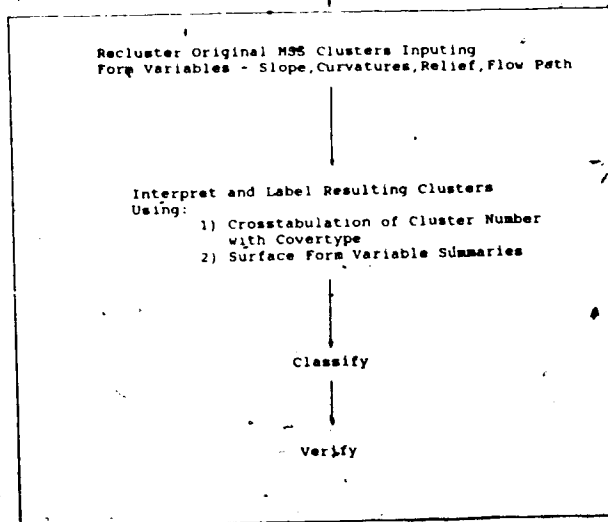 Recluster Original MSS Clusters Inputing
Form Variables - Slope,Curvatures,Relief,Flow Path
Interpret and Label Resulting Clusters
Using:
1) Crosstabulation of Cluster Number
with Covertype
2) Surface Form Variable Summaries
Classify
Verify